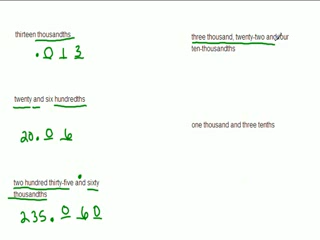 thirteen thousandths
.013
twenty and six hundredths
20.06
two hundred thirty-five and sixty
thousandths
235.060
three thousand, twenty-two and four
ten-thousandths
one thousand and three tenths